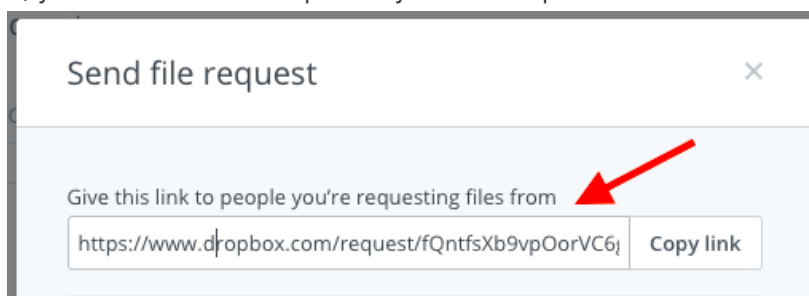 Send file request
Give this link to people you're requesting files from
https://www.dropbox.com/request/fQntfsXb9vpOorVC6g
Copy link